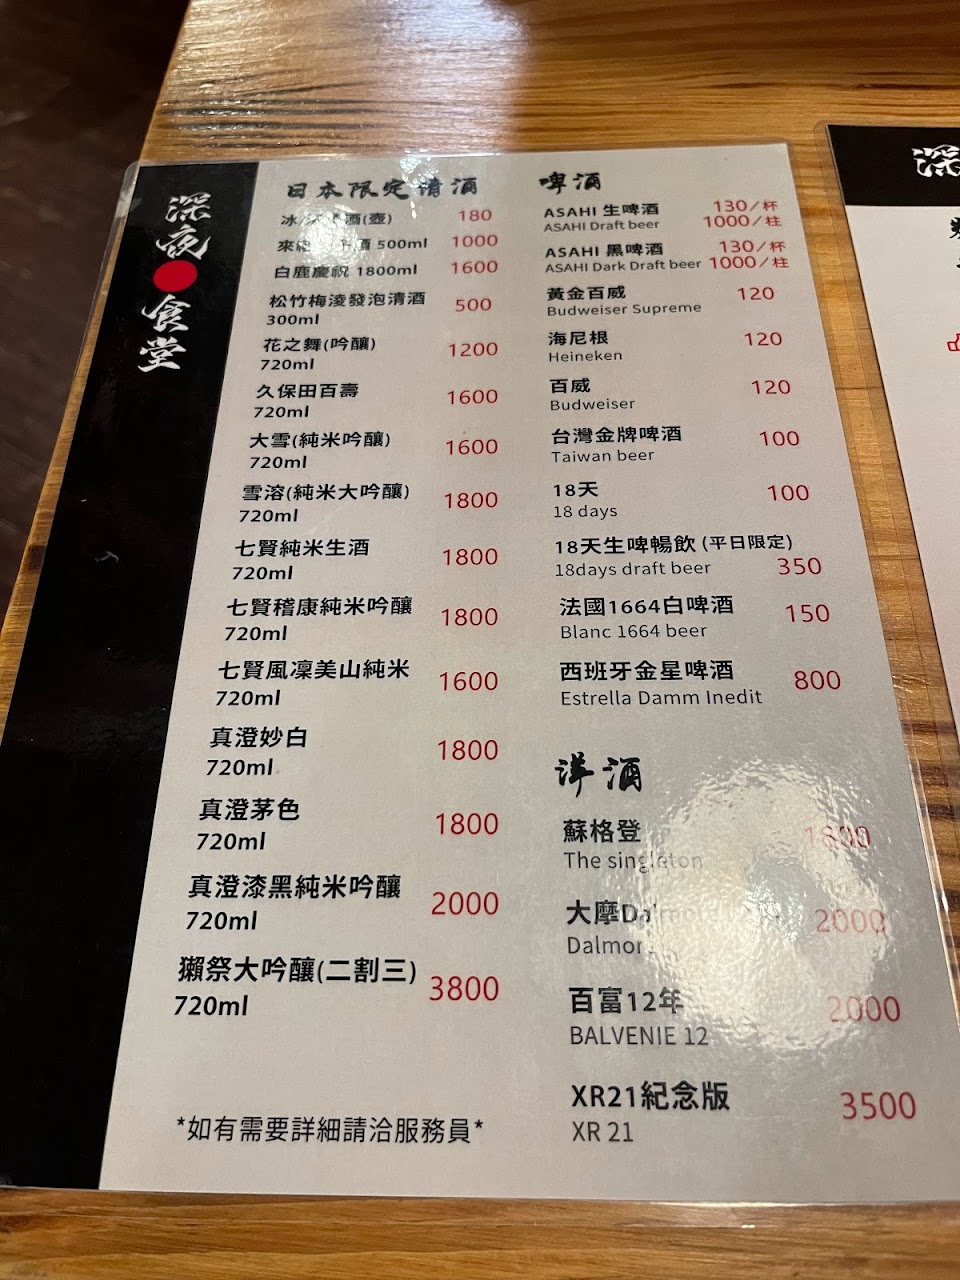 深夜食堂
日本限定清酒
酒(壺) 180
500ml 1000
白鹿慶祝 1800ml 1600
松竹梅淩發泡清酒 500
300ml
花之舞(吟釀) 1200
720ml
久保田百壽 1600
720ml
大雪(純米吟釀) 1600
720ml
雪溶(純米大吟釀) 1800
720ml
七賢純米生酒 1800
720ml
七賢稽康純米吟釀 1800
720ml
七賢風凜美山純米 1600
720ml
真澄妙白 1800
720ml
真澄茅色 1800
720ml
真澄漆黑純米吟釀 2000
720ml
獺祭大吟釀(二割三) 3800
720ml
*如有需要詳細請洽服務員*
啤酒
ASAHI 生啤酒 130/杯
ASAHI Draft beer 1000/柱
ASAHI 黑啤酒 130/杯
ASAHI Dark Draft beer 1000/柱
黃金百威 120
Budweiser Supreme
海尼根 120
Heineken
百威 120
Budweiser
台灣金牌啤酒 100
Taiwan beer
18天 100
18 days
18天生啤暢飲 (平日限定)
18days draft beer 350
法國1664白啤酒 150
Blanc 1664 beer
西班牙金星啤酒 800
Estrella Damm Inedit
洋酒
蘇格登 1800
The singleton
大摩 2000
百富12年 2000
BALVENIE 12
XR21紀念版 3500
XR 21
深